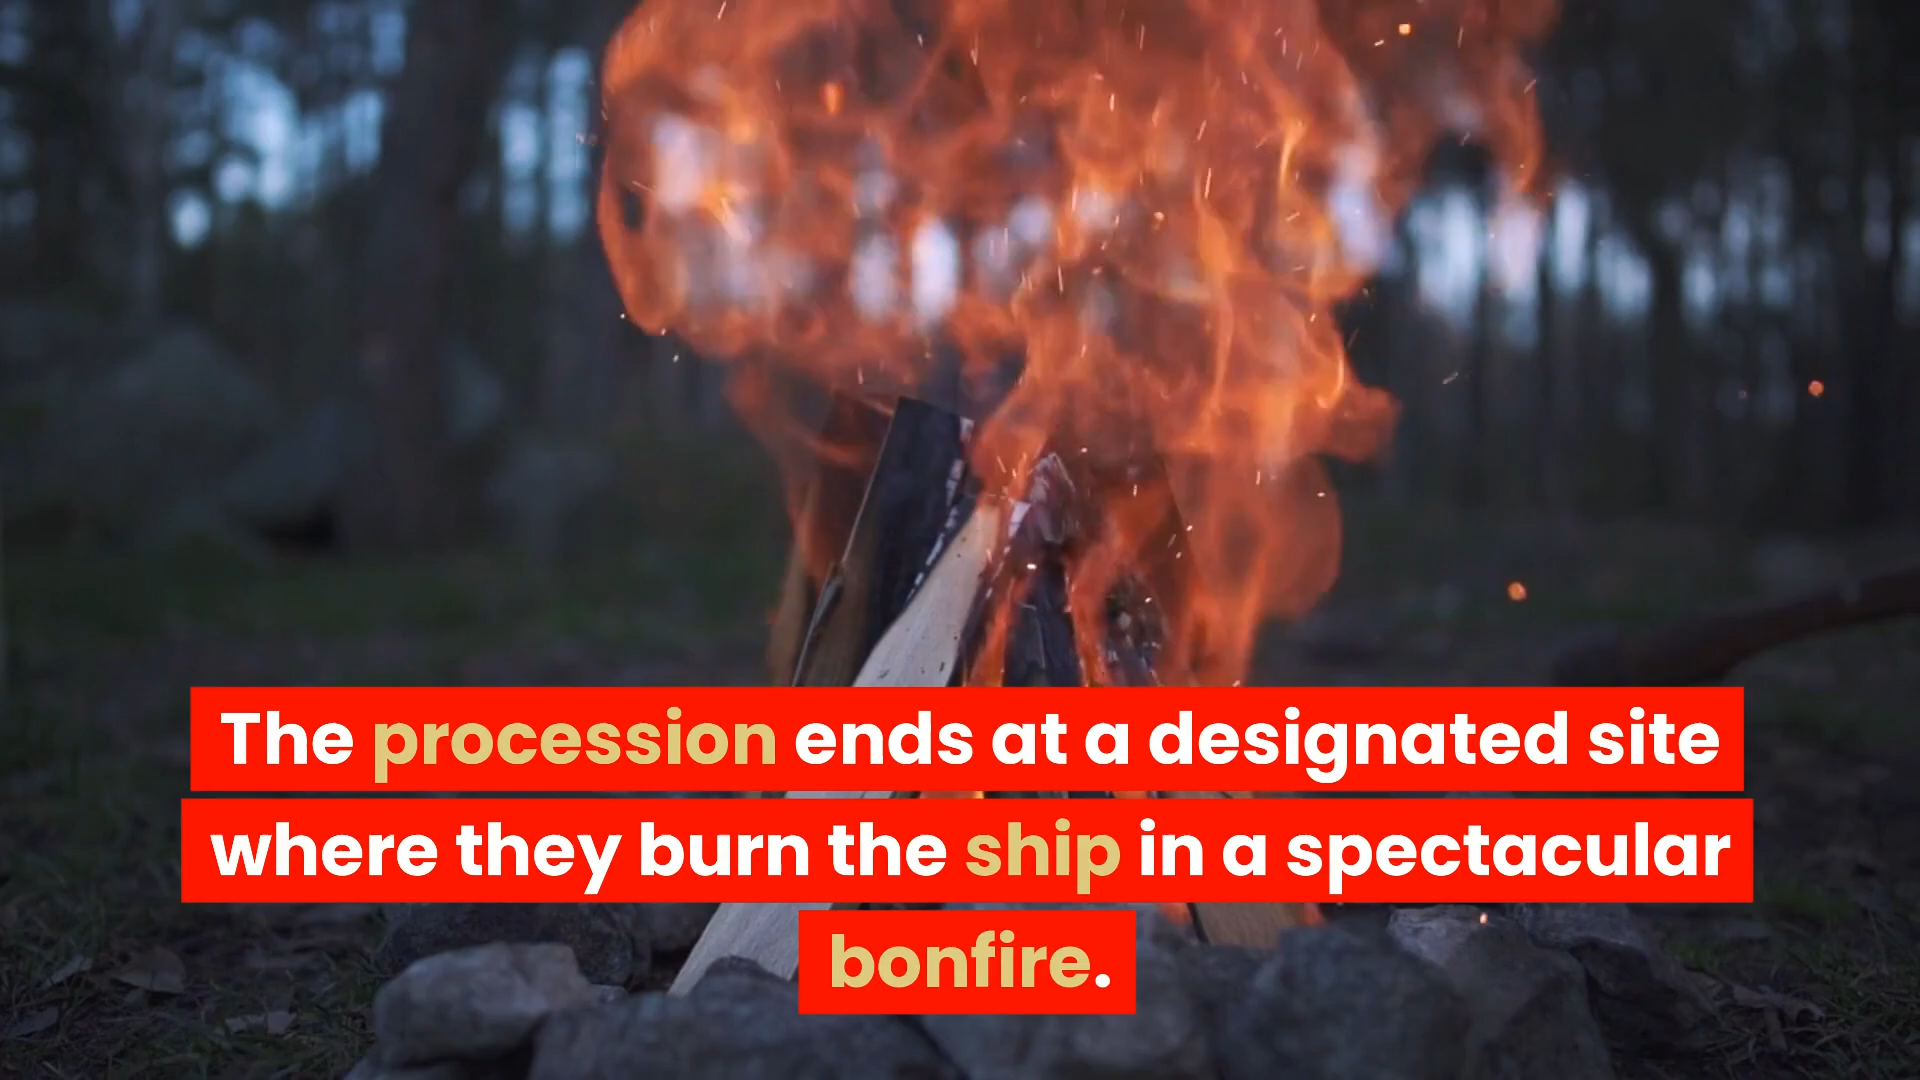 The procession ends at a designated site
where they burn the ship in a spectacular
bonfire.